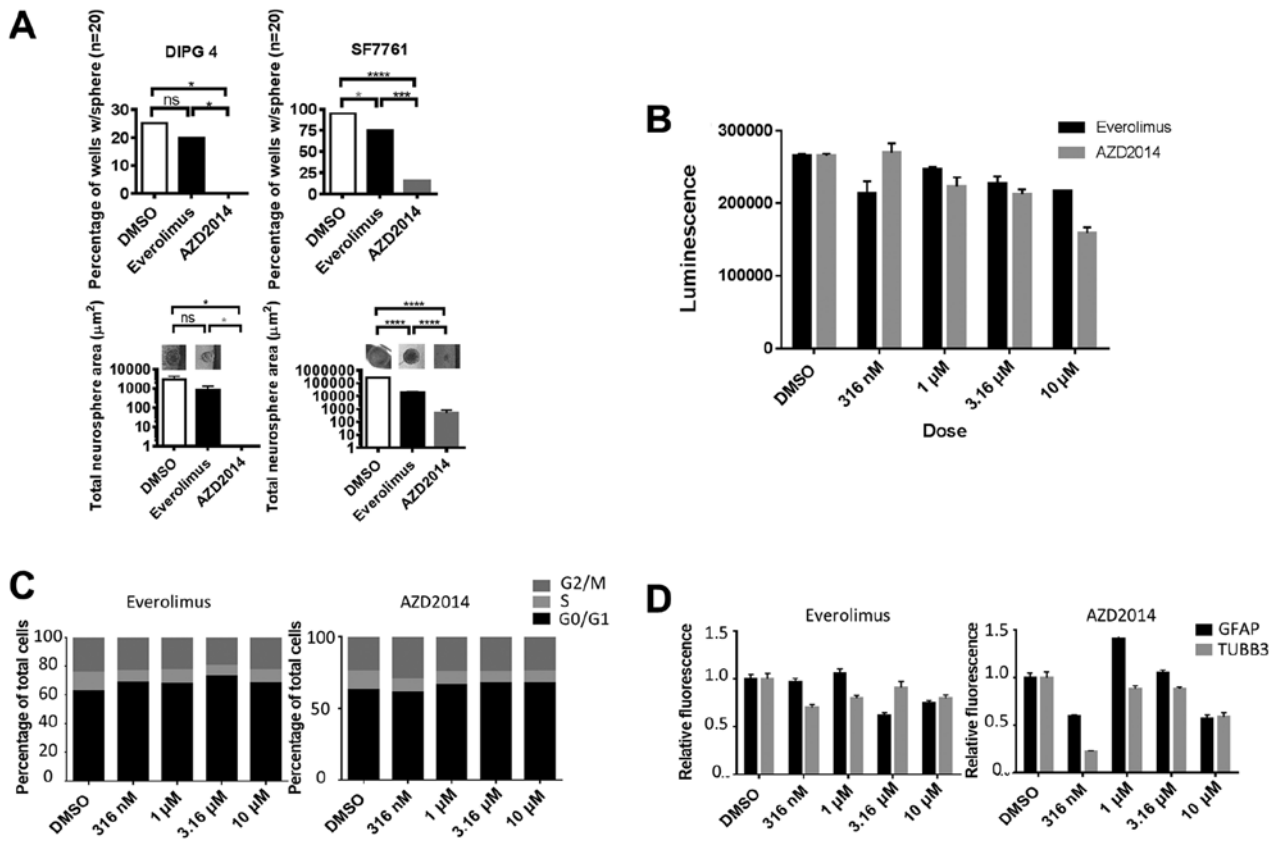 A
DIPG 4
SF7761
Percentage of wells w/sphere (n=20)
*
ns
*
30
20
10
0
DMSO
Everolimus
AZD2014
Percentage of wells w/sphere (n=20)
****
*
***
100
75
50
25
0
DMSO
Everolimus
AZD2014
Total neurosphere area (μm²)
*
ns
*
10000
1000
100
10
1
DMSO
Everolimus
AZD2014
Total neurosphere area (μm²)
****
****
****
1000000
100000
10000
1000
100
10
1
DMSO
Everolimus
AZD2014
B
Everolimus
AZD2014
Luminescence
300000
200000
100000
0
DMSO
316 nM
1 μM
3.16 μM
10 μM
Dose
C
Everolimus
AZD2014
G2/M
S
G0/G1
Percentage of total cells
100
80
60
40
20
0
DMSO
316 nM
1 μM
3.16 μM
10 μM
Percentage of total cells
100
50
0
DMSO
316 nM
1 μM
3.16 μM
10 μM
D
Everolimus
AZD2014
GFAP
TUBB3
Relative fluorescence
1.5
1.0
0.5
DMSO
316 nM
1 μM
3.16 μM
10 μM
Relative fluorescence
1.5
1.0
0.5
DMSO
316 nM
1 μM
3.16 μM
10 μM